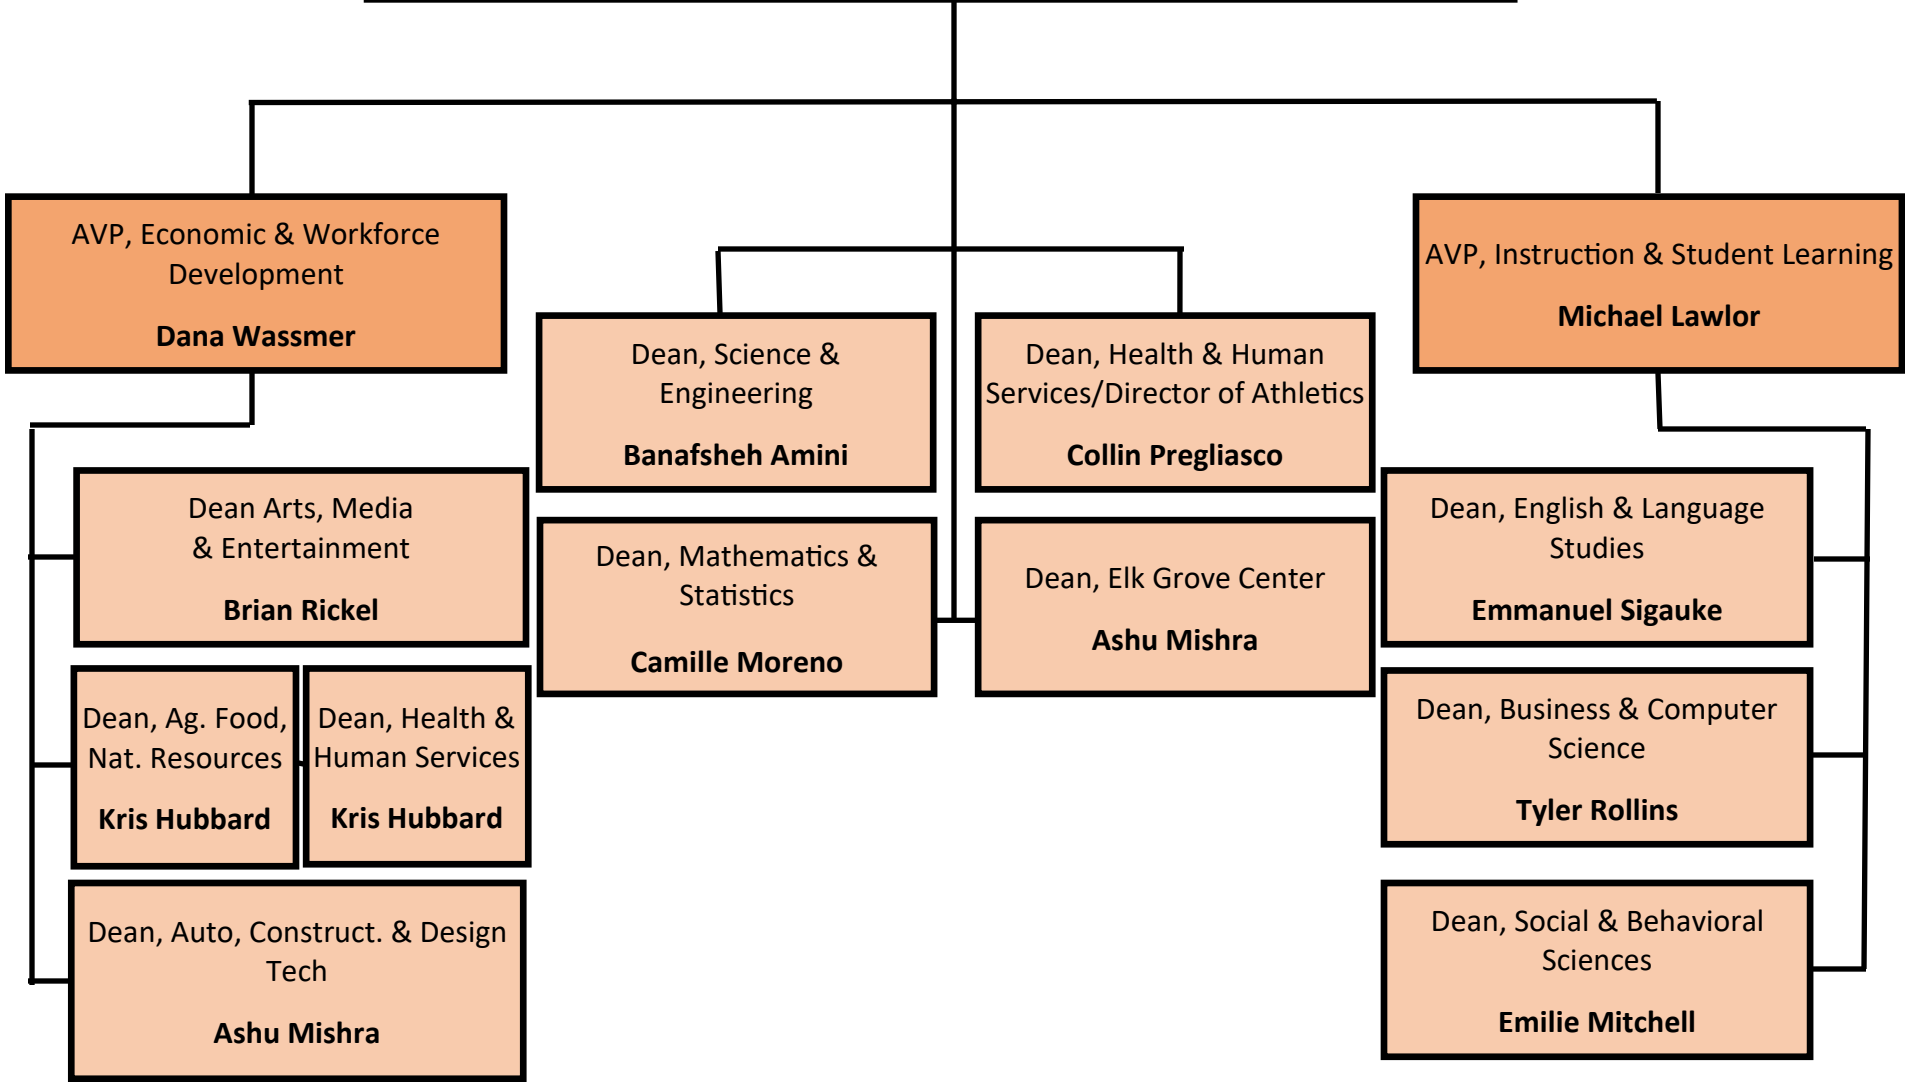 AVP, Economic & Workforce
Development
Dana Wassmer
AVP, Instruction & Student Learning
Michael Lawlor
Dean, Science &
Engineering
Banafsheh Amini
Dean, Health & Human
Services/Director of Athletics
Collin Pregliasco
Dean Arts, Media
& Entertainment
Brian Rickel
Dean, Mathematics &
Statistics
Camille Moreno
Dean, Elk Grove Center
Ashu Mishra
Dean, English & Language
Studies
Emmanuel Sigauke
Dean, Ag. Food,
Nat. Resources
Kris Hubbard
Dean, Health &
Human Services
Kris Hubbard
Dean, Business & Computer
Science
Tyler Rollins
Dean, Auto, Construct. & Design
Tech
Ashu Mishra
Dean, Social & Behavioral
Sciences
Emilie Mitchell